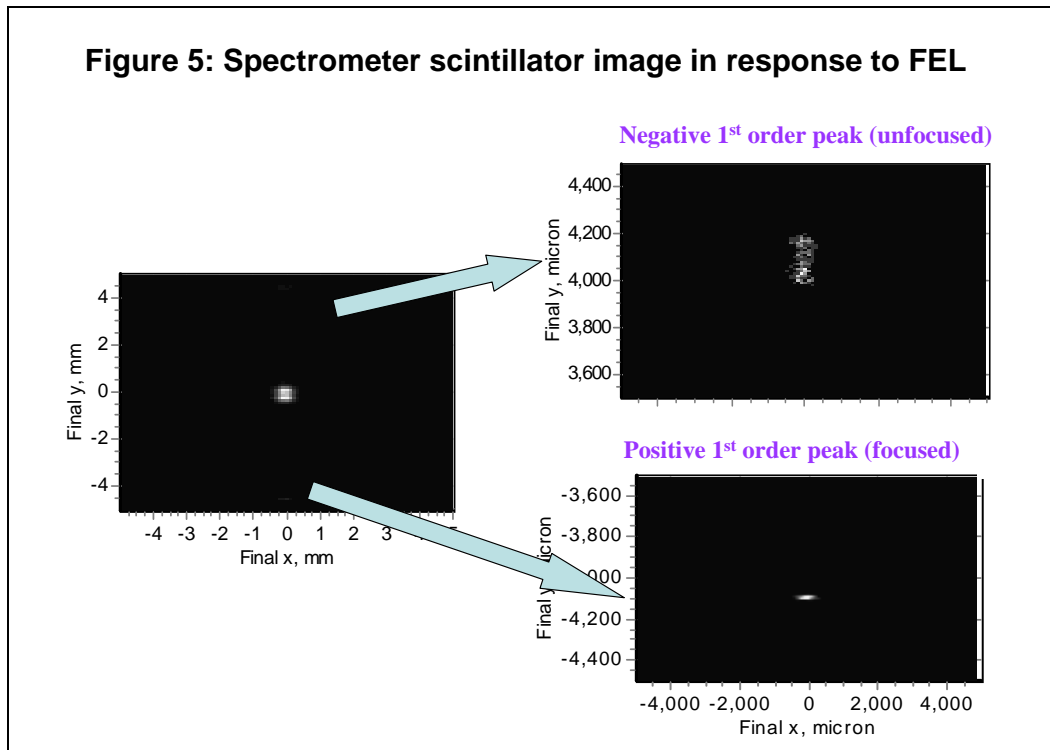 Figure 5: Spectrometer scintillator image in response to FEL
Negative 1st order peak (unfocused)
4,400
4,200
4,000
3,800
3,600
Final y, micron
4
2
0
-2
-4
Final y, mm
-4 -3 -2 -1 0 1 2 3
Final x, mm
Positive 1st order peak (focused)
-3,600
-3,800
-4,200
-4,400
Final y
-4,000 -2,000 0 2,000 4,000
Final x, micron